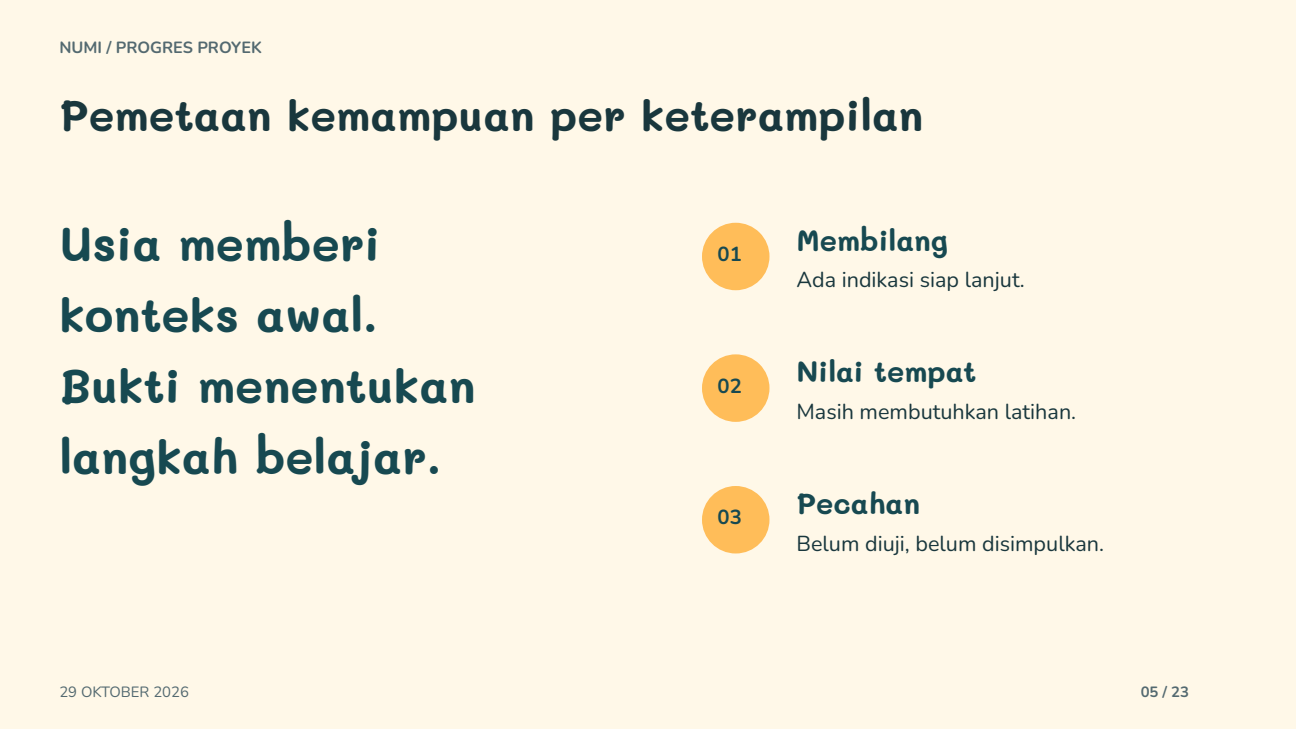 NUMI / PROGRES PROYEK
Pemetaan kemampuan per keterampilan
Usia memberi
konteks awal.
Bukti menentukan
langkah belajar.
01
Membilang
Ada indikasi siap lanjut.
02
Nilai tempat
Masih membutuhkan latihan.
03
Pecahan
Belum diuji, belum disimpulkan.
29 OKTOBER 2026
05 / 23